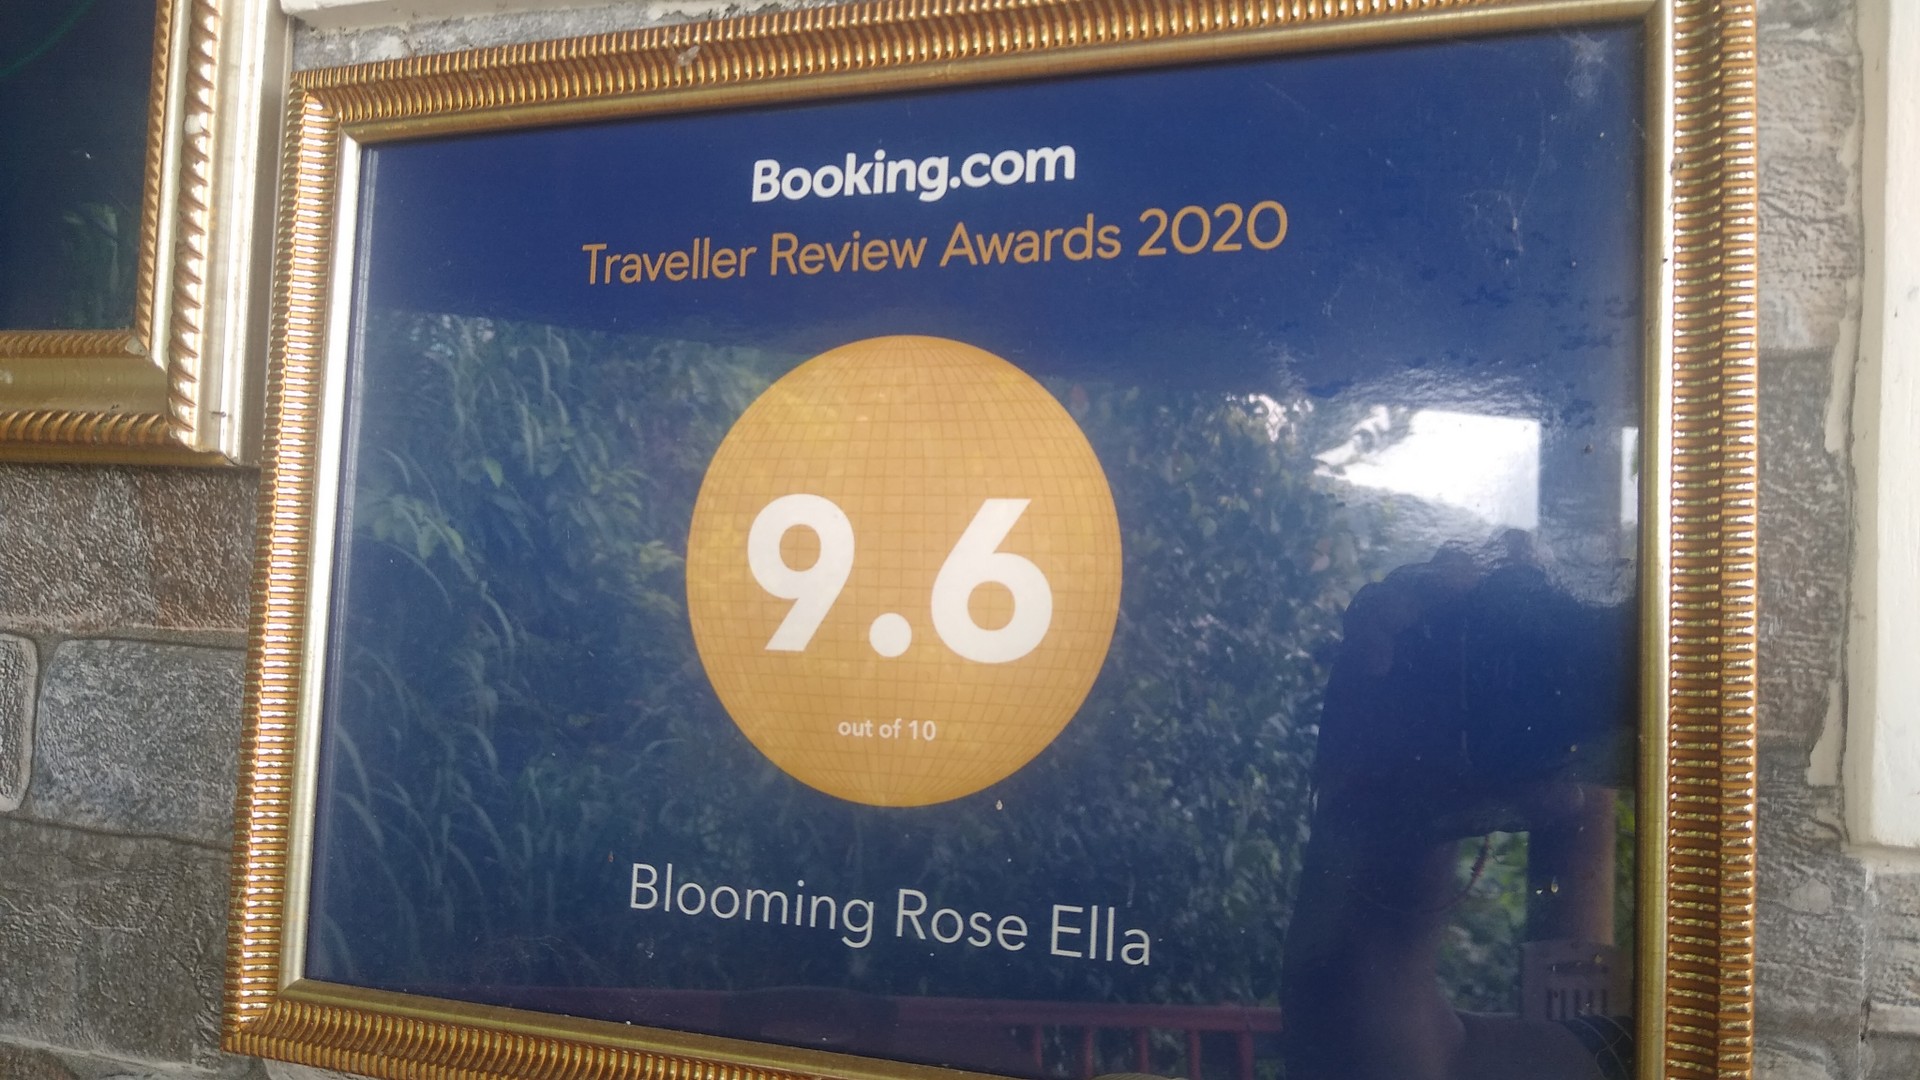 Booking.com
Traveller Review Awards 2020
9.6
out of 10
Blooming Rose Ella